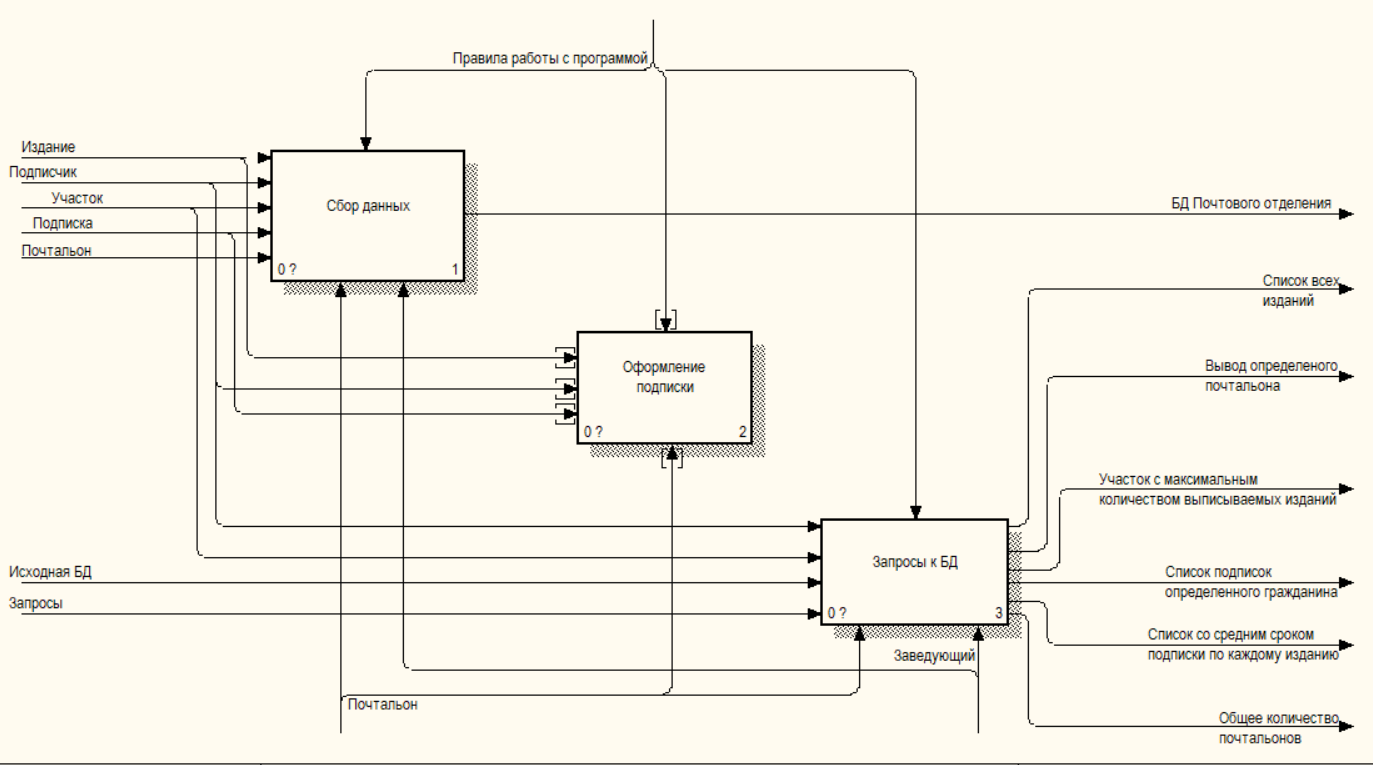 Правила работы с программой
Издание
Подписчик
Участок
Подписка
Почтальон
Сбор данных
0 ?
1
БД Почтового отделения
Список всех
изданий
Оформление
подписки
0 ?
2
Вывод определеного
почтальона
Участок с максимальным
количеством выписываемых изданий
Исходная БД
Запросы
Запросы к БД
0 ?
3
Список подписок
определенного гражданина
Список со средним сроком
подписки по каждому изданию
Заведующий
Почтальон
Общее количество
почтальонов